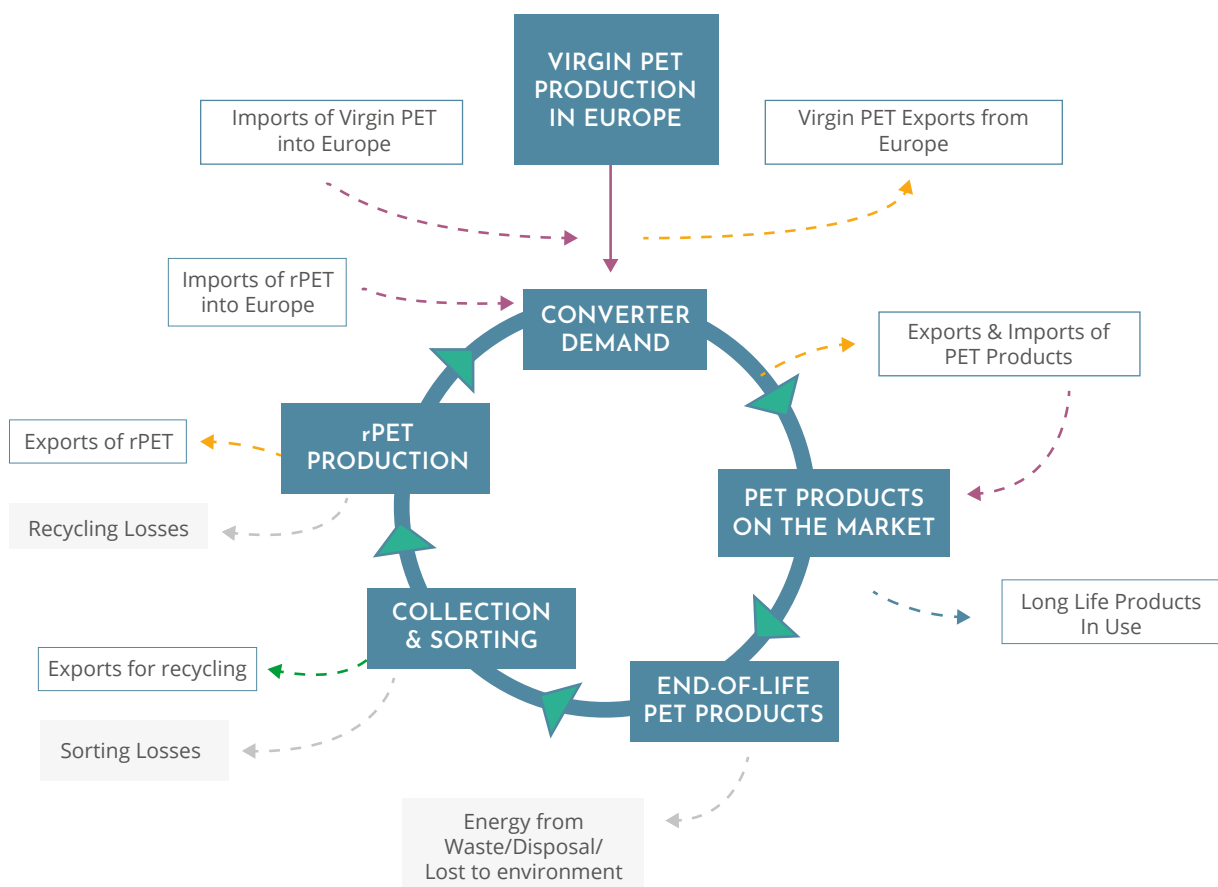 VIRGIN PET
PRODUCTION
IN EUROPE
Imports of Virgin PET
into Europe
Virgin PET Exports from
Europe
Imports of rPET
into Europe
CONVERTER
DEMAND
Exports & Imports of
PET Products
Exports of rPET
rPET
PRODUCTION
PET PRODUCTS
ON THE MARKET
Recycling Losses
COLLECTION
& SORTING
Long Life Products
In Use
Exports for recycling
END-OF-LIFE
PET PRODUCTS
Sorting Losses
Energy from
Waste/Disposal/
Lost to environment